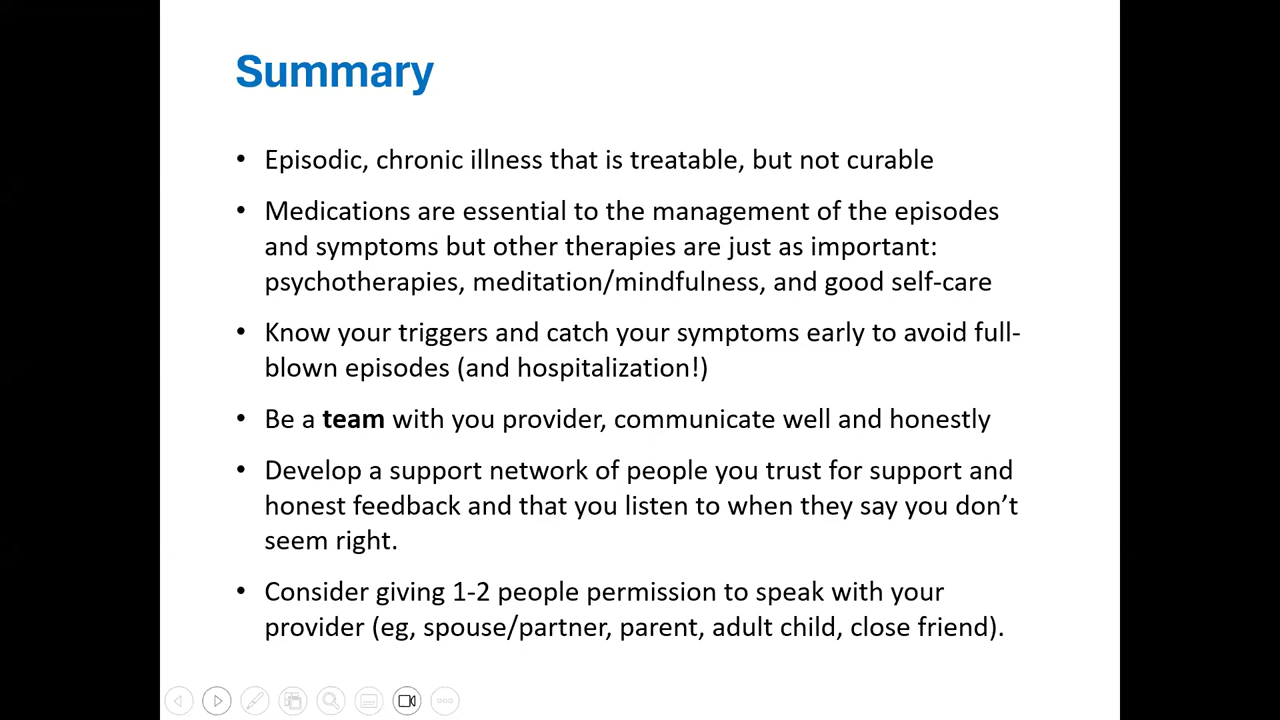 Summary
• Episodic, chronic illness that is treatable, but not curable
• Medications are essential to the management of the episodes
and symptoms but other therapies are just as important:
psychotherapies, meditation/mindfulness, and good self-care
• Know your triggers and catch your symptoms early to avoid full-
blown episodes (and hospitalization!)
• Be a team with you provider, communicate well and honestly
• Develop a support network of people you trust for support and
honest feedback and that you listen to when they say you don’t
seem right.
• Consider giving 1-2 people permission to speak with your
provider (eg, spouse/partner, parent, adult child, close friend).